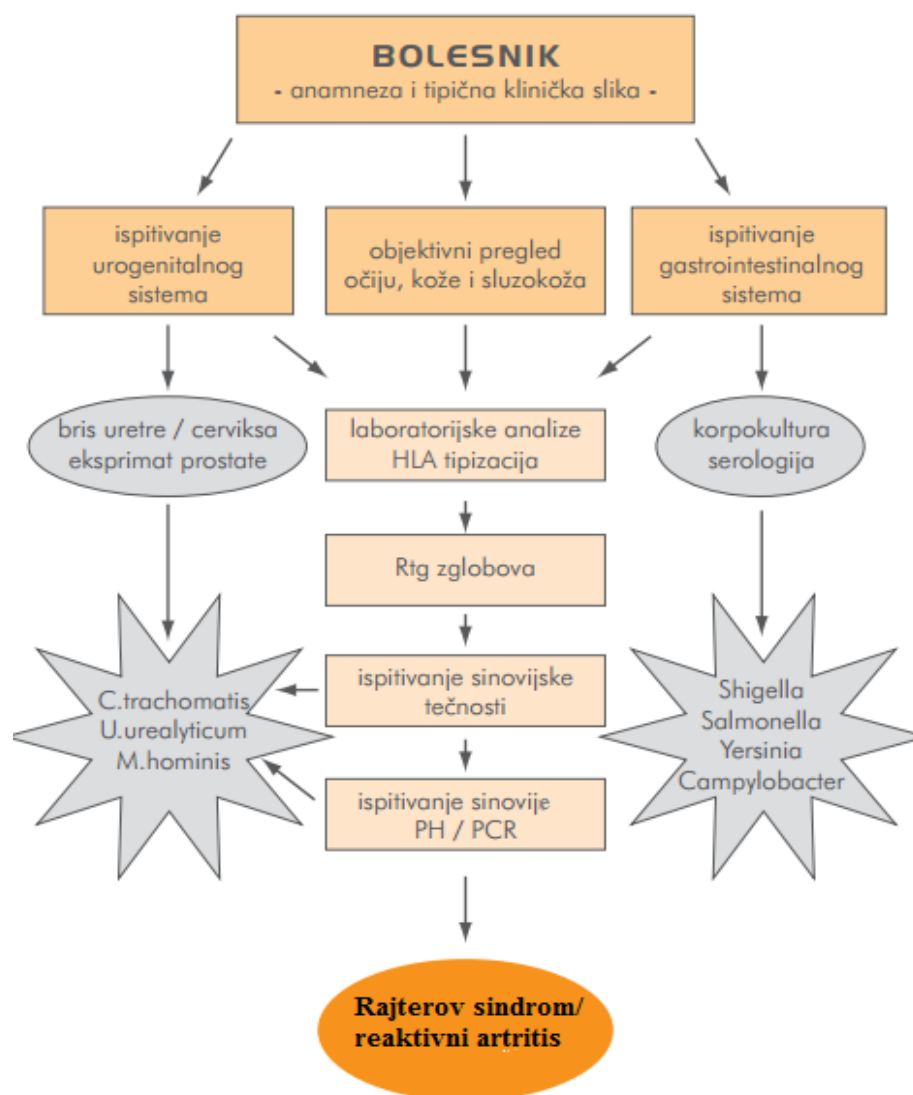 BOLESNIK
- anamneza i tipična klinička slika -
ispitivanje
urogenitalnog
sistema
objektivni pregled
očiju, kože i sluzokoža
ispitivanje
gastrointestinalnog
sistema
bris uretre / cerviksa
eksprimat prostate
laboratorijske analize
HLA tipizacija
korpokultura
serologija
Rtg zglobova
C.trachomatis
U.urealyticum
M.hominis
ispitivanje sinovijske
tečnosti
Shigella
Salmonella
Yersinia
Campylobacter
ispitivanje sinovije
PH / PCR
Rajterov sindrom/
reaktivni artritis